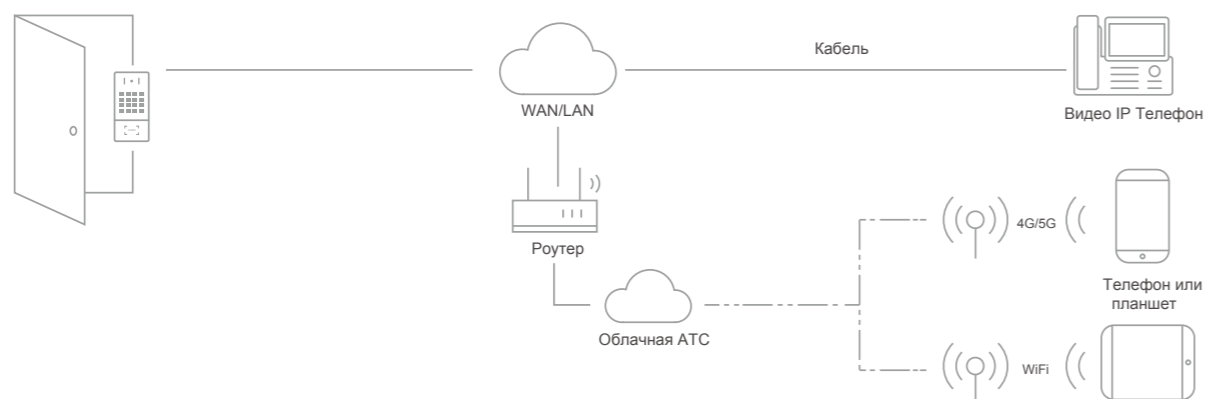 Кабель
WAN/LAN
Видео IP Телефон
Роутер
4G/5G
Телефон или
планшет
Облачная АТС
WiFi